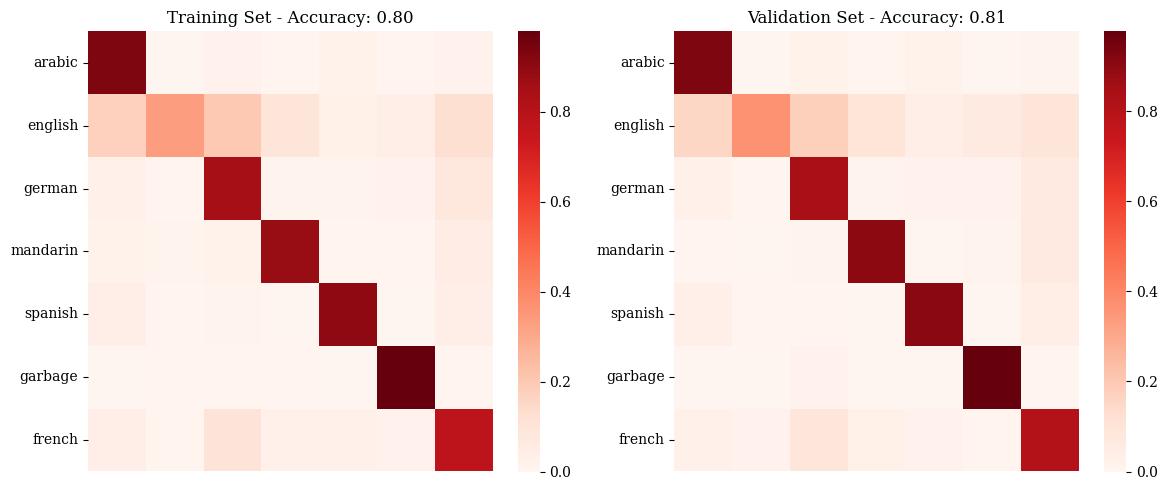 Training Set - Accuracy: 0.80
arabic
english
german
mandarin
spanish
garbage
french
0.8
0.6
0.4
0.2
0.0
Validation Set - Accuracy: 0.81
arabic
english
german
mandarin
spanish
garbage
french
0.8
0.6
0.4
0.2
0.0